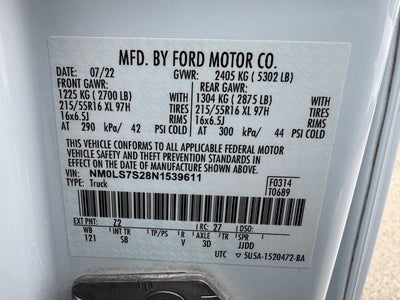 MFD. BY FORD MOTOR CO.
DATE: 07/22 GVWR: 2405 KG ( 5302 LB)
FRONT GAWR: REAR GAWR:
1225 KG ( 2700 LB) WITH 1304 KG ( 2875 LB) WITH
215/55R16 XL 97H TIRES 215/55R16 XL 97H TIRES
16x6.5J RIMS 16x6.5J RIMS
AT 290 kPa/ 42 PSI COLD AT 300 kPa/ 44 PSI COLD
THIS VEHICLE CONFORMS TO ALL APPLICABLE FEDERAL MOTOR
VEHICLE SAFETY AND THEFT PREVENTION STANDARDS IN
EFFECT ON THE DATE OF MANUFACTURE SHOWN ABOVE.
VIN: NM0LS7S28N1539611 F0314
TYPE: Truck T0689
EXT PNT: Z2 RC: 27 DSO:
WB INT TR TP/PS R AXLE TR SPR
121 SB V 3D JJDD
UTC 5U5A-1520472-BA